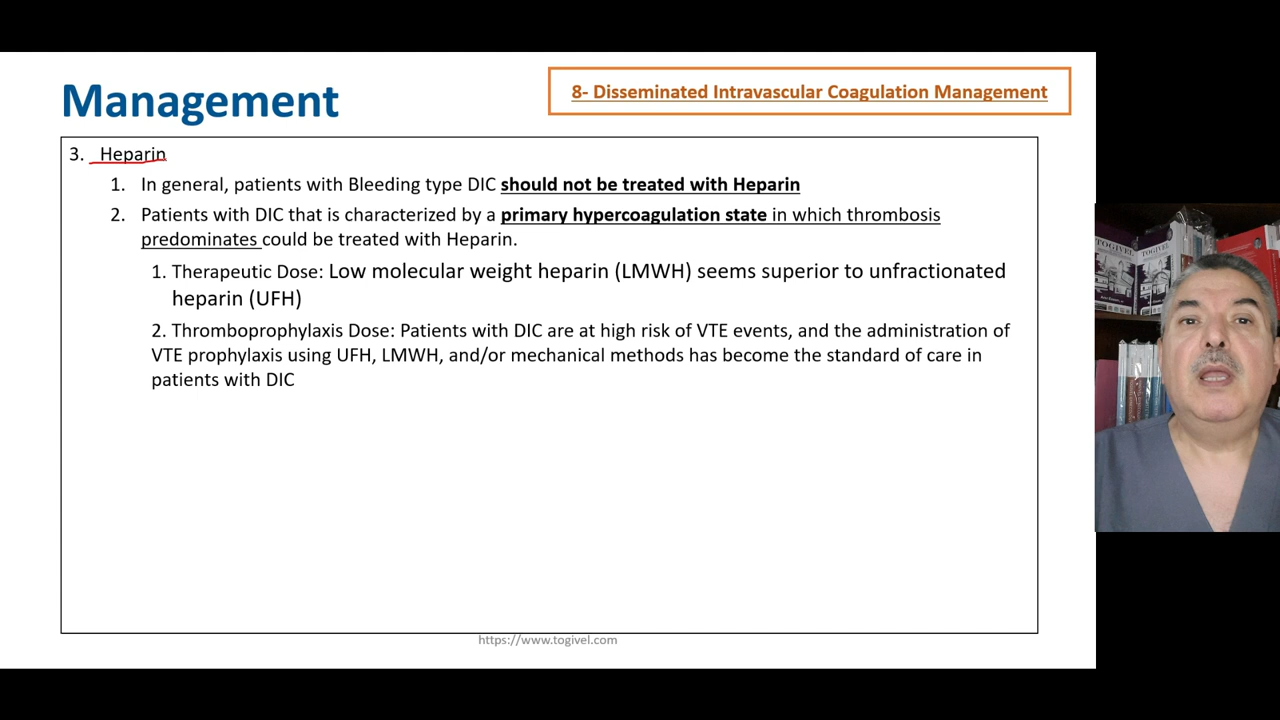 Management
8- Disseminated Intravascular Coagulation Management
3. Heparin
1. In general, patients with Bleeding type DIC should not be treated with Heparin
2. Patients with DIC that is characterized by a primary hypercoagulation state in which thrombosis
predominates could be treated with Heparin.
1. Therapeutic Dose: Low molecular weight heparin (LMWH) seems superior to unfractionated
heparin (UFH)
2. Thromboprophylaxis Dose: Patients with DIC are at high risk of VTE events, and the administration of
VTE prophylaxis using UFH, LMWH, and/or mechanical methods has become the standard of care in
patients with DIC
https://www.togivel.com
TOGIVEL
TOGIVEL